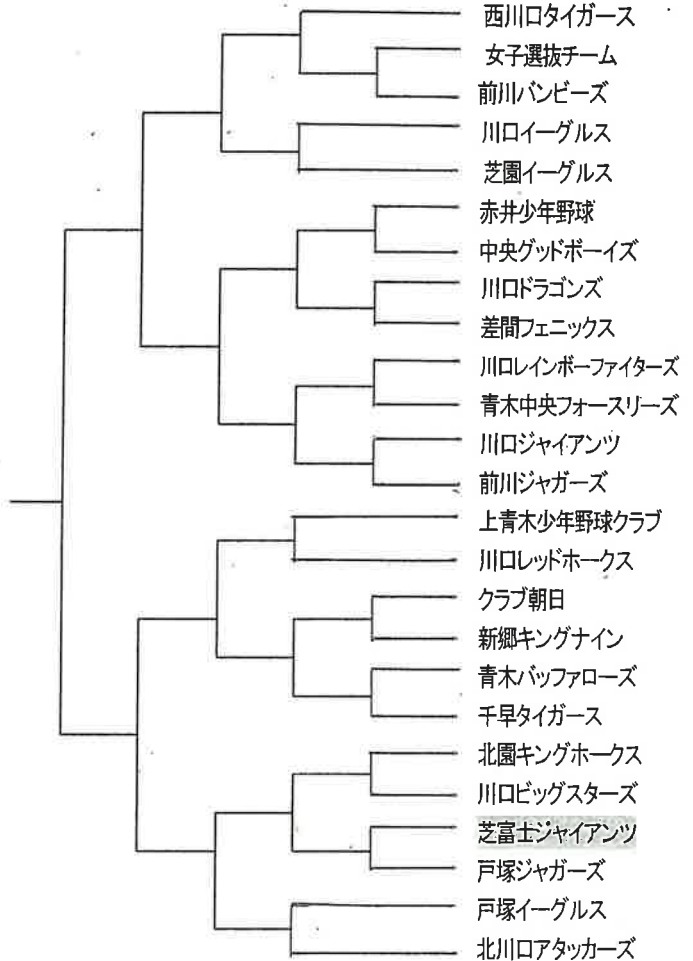 西川口タイガース
女子選抜チーム
前川バンビーズ
川口イーグルス
芝園イーグルス
赤井少年野球
中央グッドボーイズ
川口ドラゴンズ
差間フェニックス
川口レインボーファイターズ
青木中央フォースリーズ
川口ジャイアンツ
前川ジャガーズ
上青木少年野球クラブ
川口レッドホークス
クラブ朝日
新郷キングナイン
青木バッファローズ
千早タイガース
北園キングホークス
川口ビッグスターズ
芝富士ジャイアンツ
戸塚ジャガーズ
戸塚イーグルス
北川口アタッカーズ